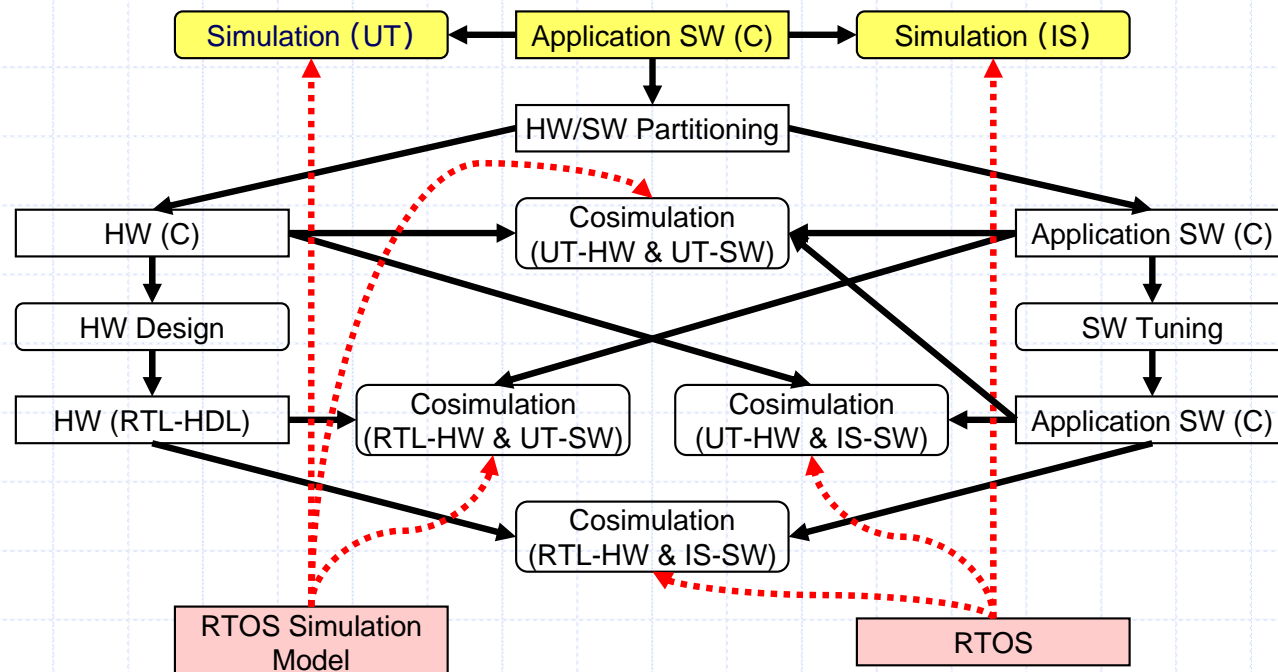 Simulation (UT)
Application SW (C)
Simulation (IS)
HW/SW Partitioning
HW (C)
Cosimulation
(UT-HW & UT-SW)
Application SW (C)
HW Design
SW Tuning
HW (RTL-HDL)
Cosimulation
(RTL-HW & UT-SW)
Cosimulation
(UT-HW & IS-SW)
Application SW (C)
Cosimulation
(RTL-HW & IS-SW)
RTOS Simulation
Model
RTOS